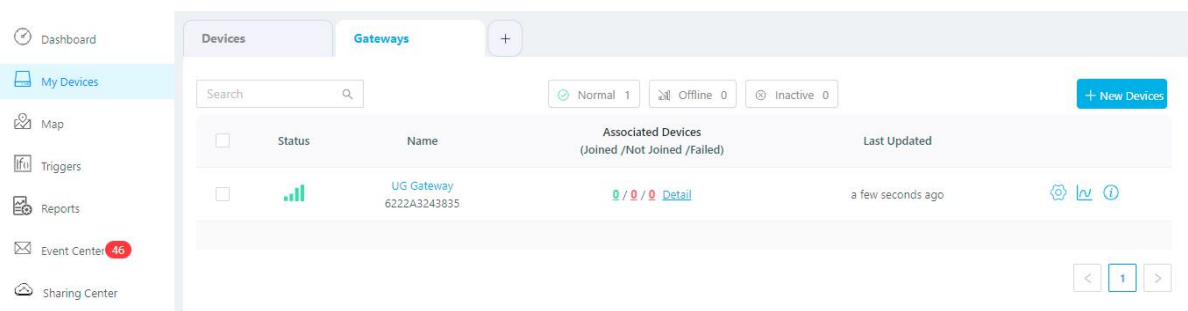 Dashboard
My Devices
Map
Triggers
Reports
Event Center 46
Sharing Center
Devices
Gateways
+
Search
Normal 1
Offline 0
Inactive 0
+ New Devices
Status
Name
Associated Devices
(Joined /Not Joined /Failed)
Last Updated
UG Gateway
6222A3243835
0 / 0 / 0 Detail
a few seconds ago
< 1 >